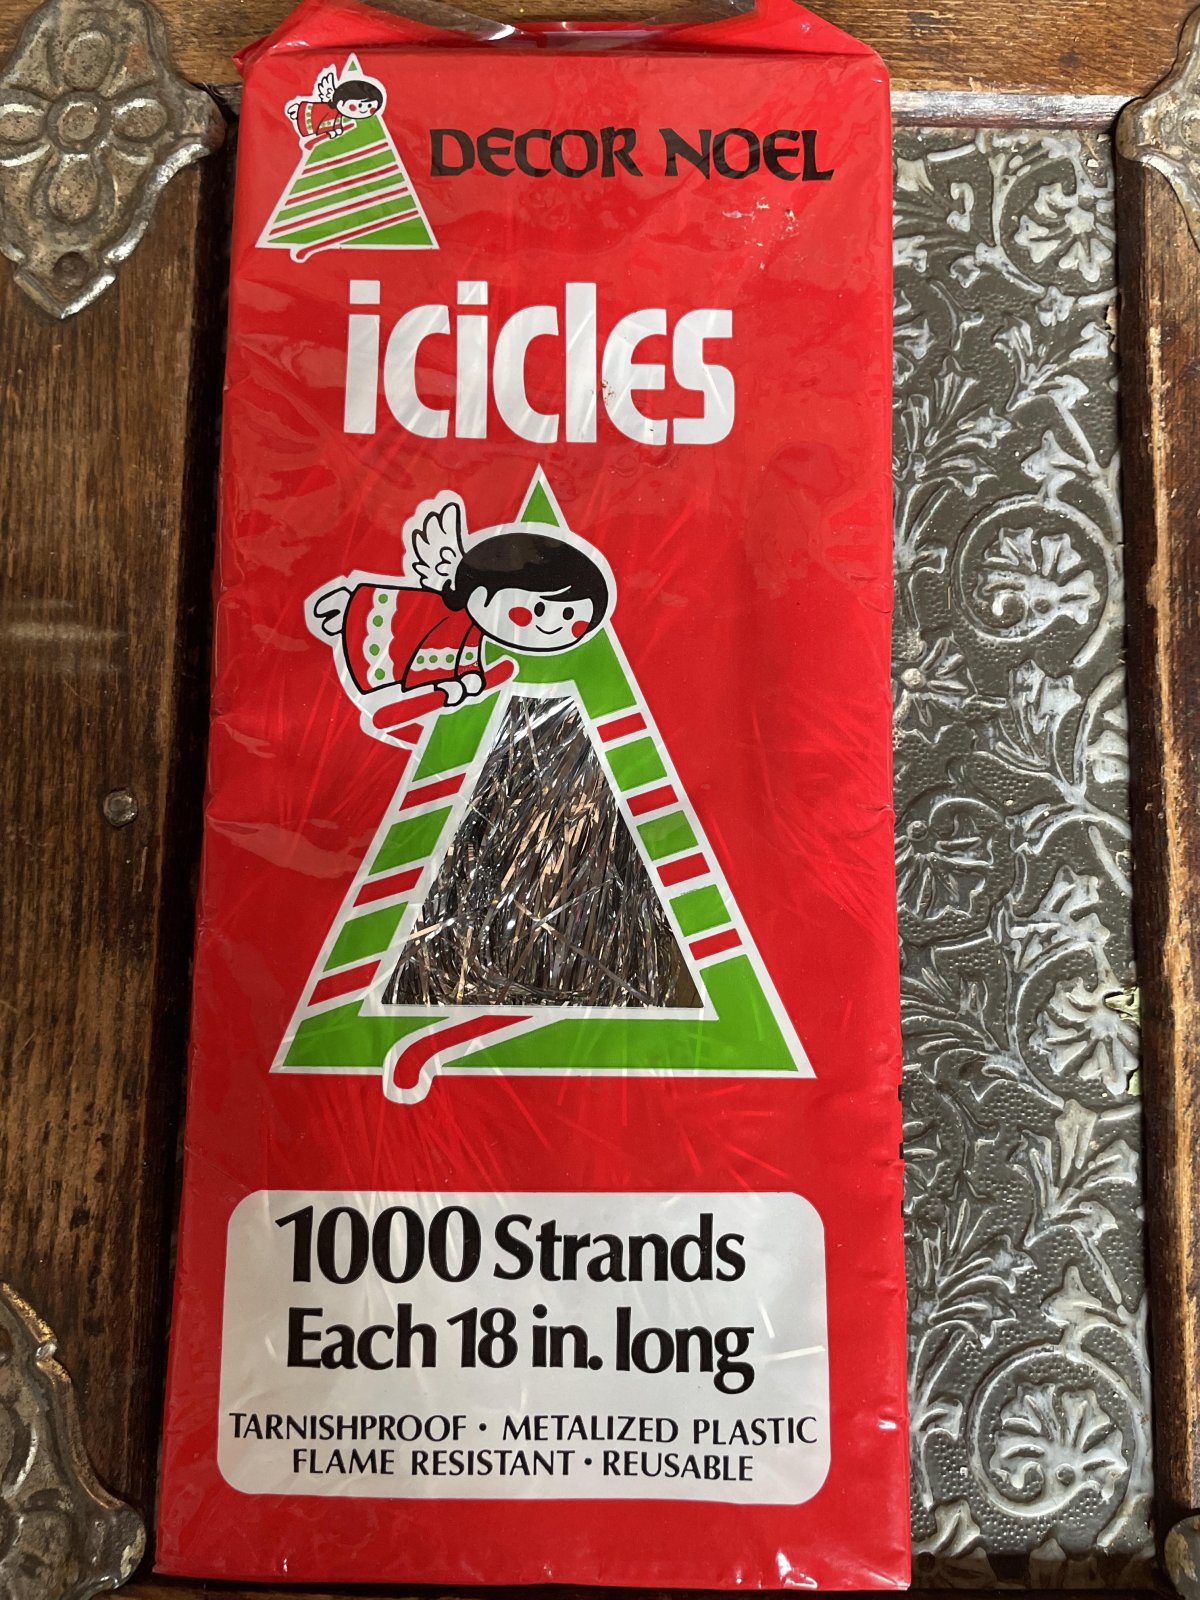 DECOR NOEL
icicles
1000 Strands
Each 18 in. long
TARNISHPROOF · METALIZED PLASTIC
FLAME RESISTANT · REUSABLE